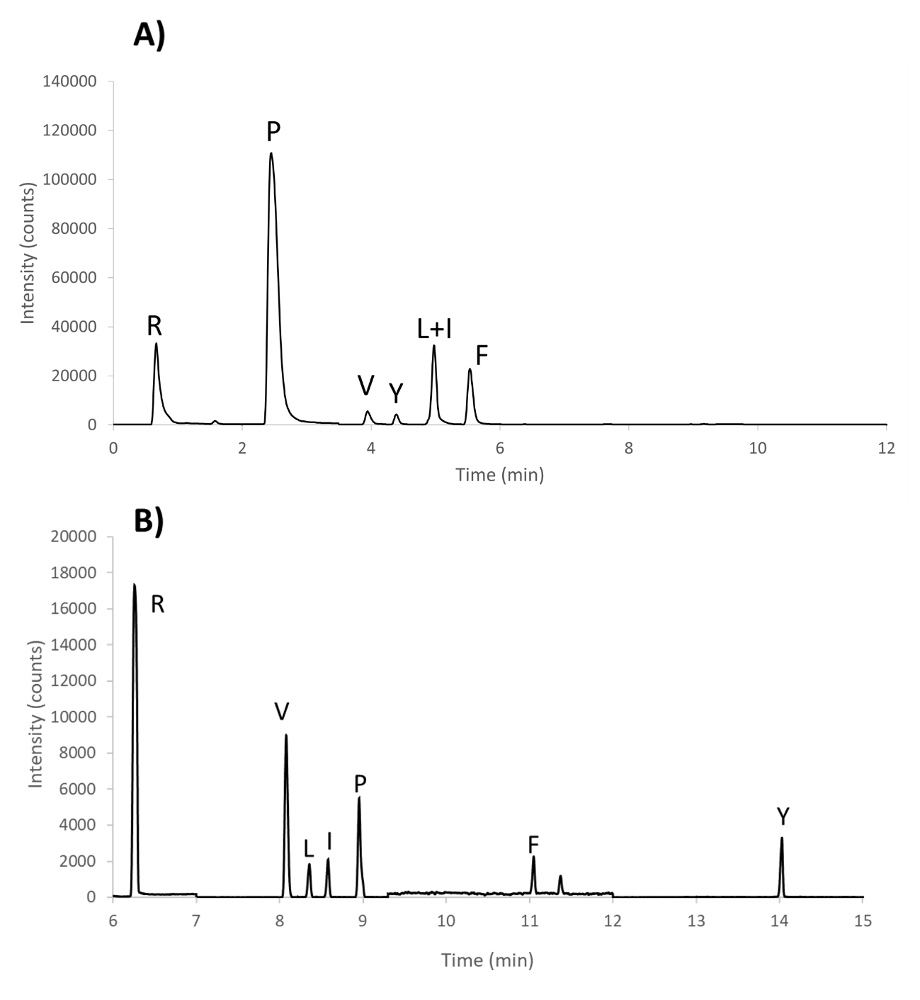 A)
140000
120000
100000
80000
60000
40000
20000
0
Intensity (counts)
R
P
V
Y
L+I
F
0 2 4 6 8 10 12
Time (min)
B)
20000
18000
16000
14000
12000
10000
8000
6000
4000
2000
0
Intensity (counts)
R
V
L
I
P
F
Y
6 7 8 9 10 11 12 13 14 15
Time (min)